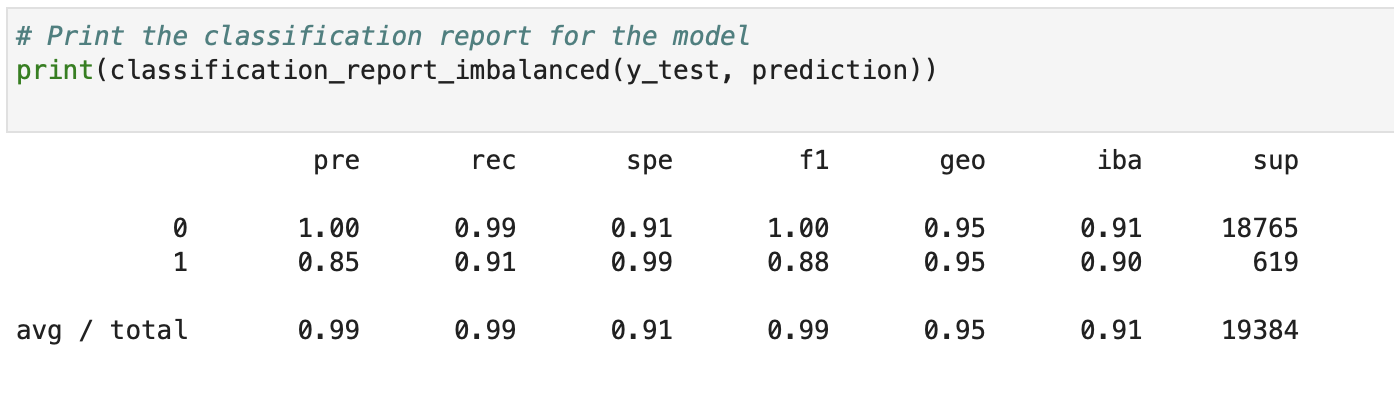 # Print the classification report for the model
print(classification_report_imbalanced(y_test, prediction))
pre rec spe f1 geo iba sup
0 1.00 0.99 0.91 1.00 0.95 0.91 18765
1 0.85 0.91 0.99 0.88 0.95 0.90 619
avg / total 0.99 0.99 0.91 0.99 0.95 0.91 19384